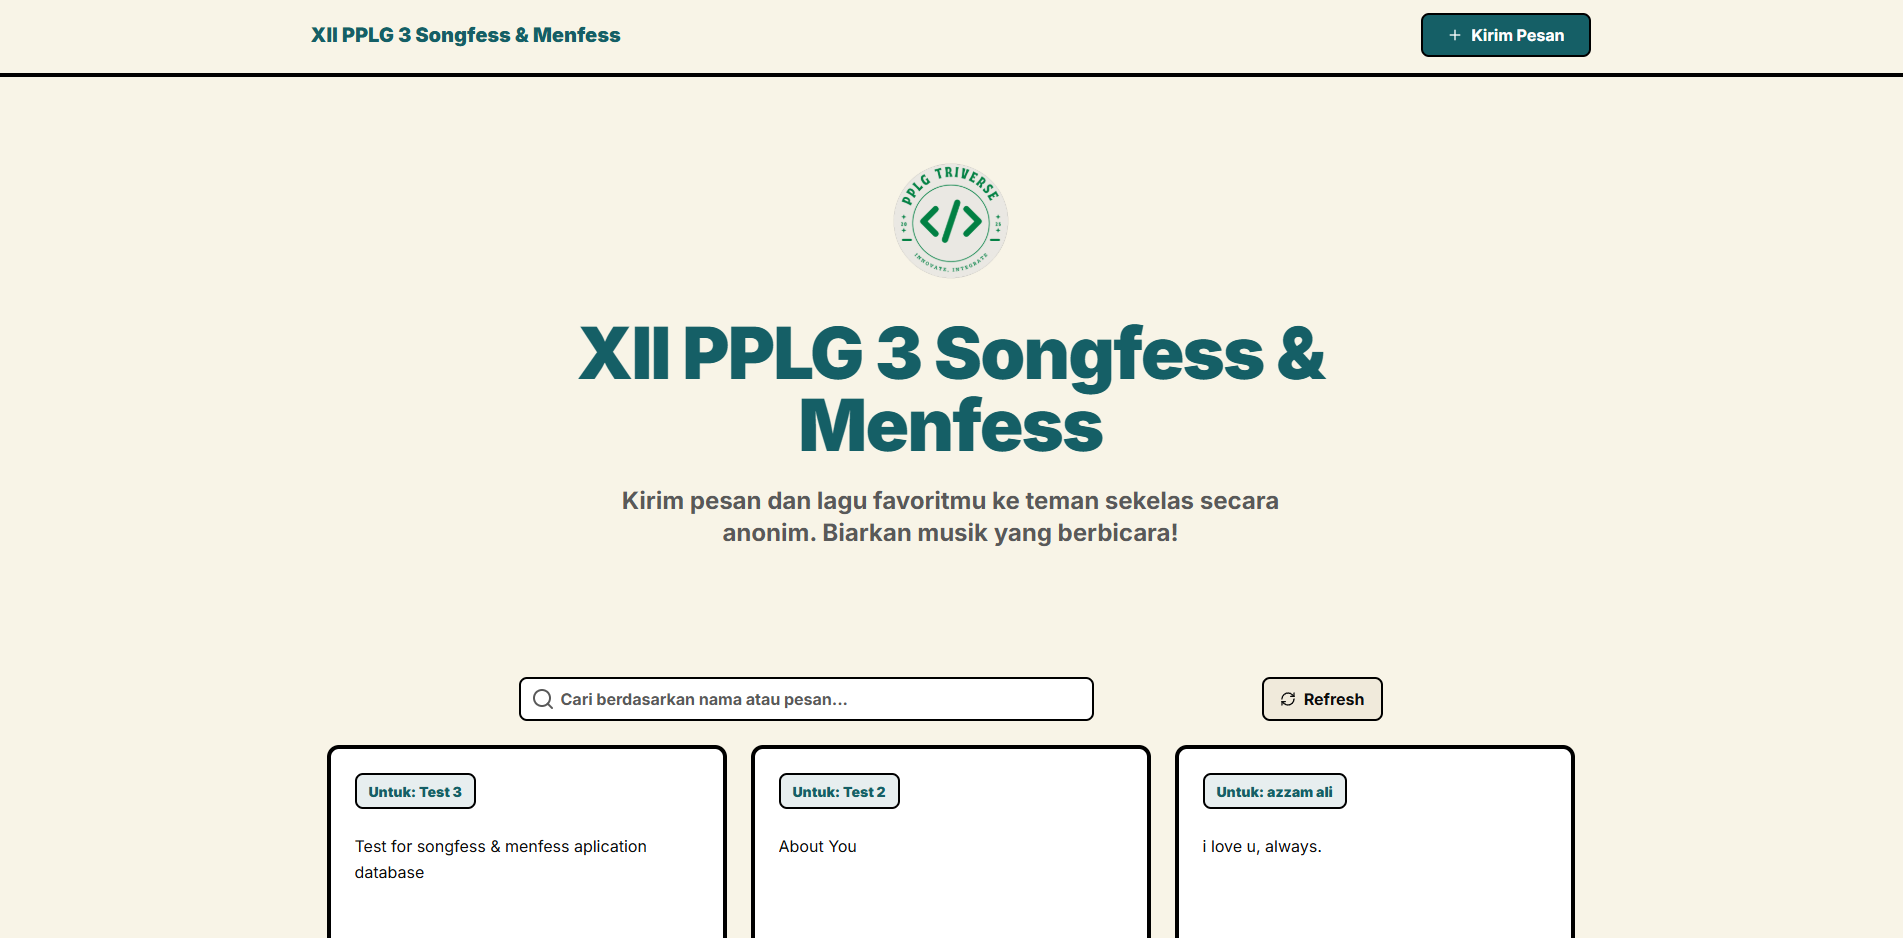 XII PPLG 3 Songfess & Menfess
Kirim Pesan
PPLG TRIVERSE
20
25
INNOVATE, INTEGRATE
XII PPLG 3 Songfess &
Menfess
Kirim pesan dan lagu favoritmu ke teman sekelas secara
anonim. Biarkan musik yang berbicara!
Cari berdasarkan nama atau pesan...
Refresh
Untuk: Test 3
Test for songfess & menfess aplication
database
Untuk: Test 2
About You
Untuk: azzam ali
i love u, always.